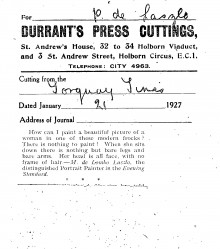 For P. de Laszlo
DURRANT'S PRESS CUTTINGS,
St. Andrew's House, 32 to 34 Holborn Viaduct,
and 3 St. Andrew Street, Holborn Circus, E.C.1.
TELEPHONE: CITY 4963.
Cutting from the
Torquay Times
Dated January 21 1927
Address of Journal
How can I paint a beautiful picture of a
woman in one of these modern frocks?
There is nothing to paint! When she sits
down there is nothing but bare legs and
bare arms. Her head is all face, with no
frame of hair—M. de Laszlo,
the distinguished Portrait Painter in the Evening
Standard.